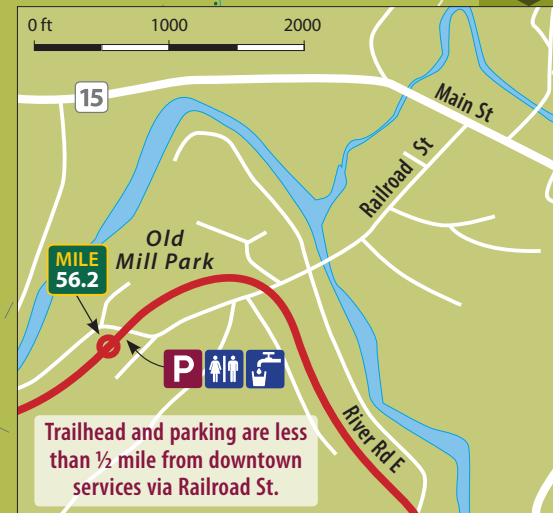 0 ft 1000 2000
15
Main St
Railroad St
Old
Mill Park
MILE
56.2
P
River Rd E
Trailhead and parking are less
than ½ mile from downtown
services via Railroad St.